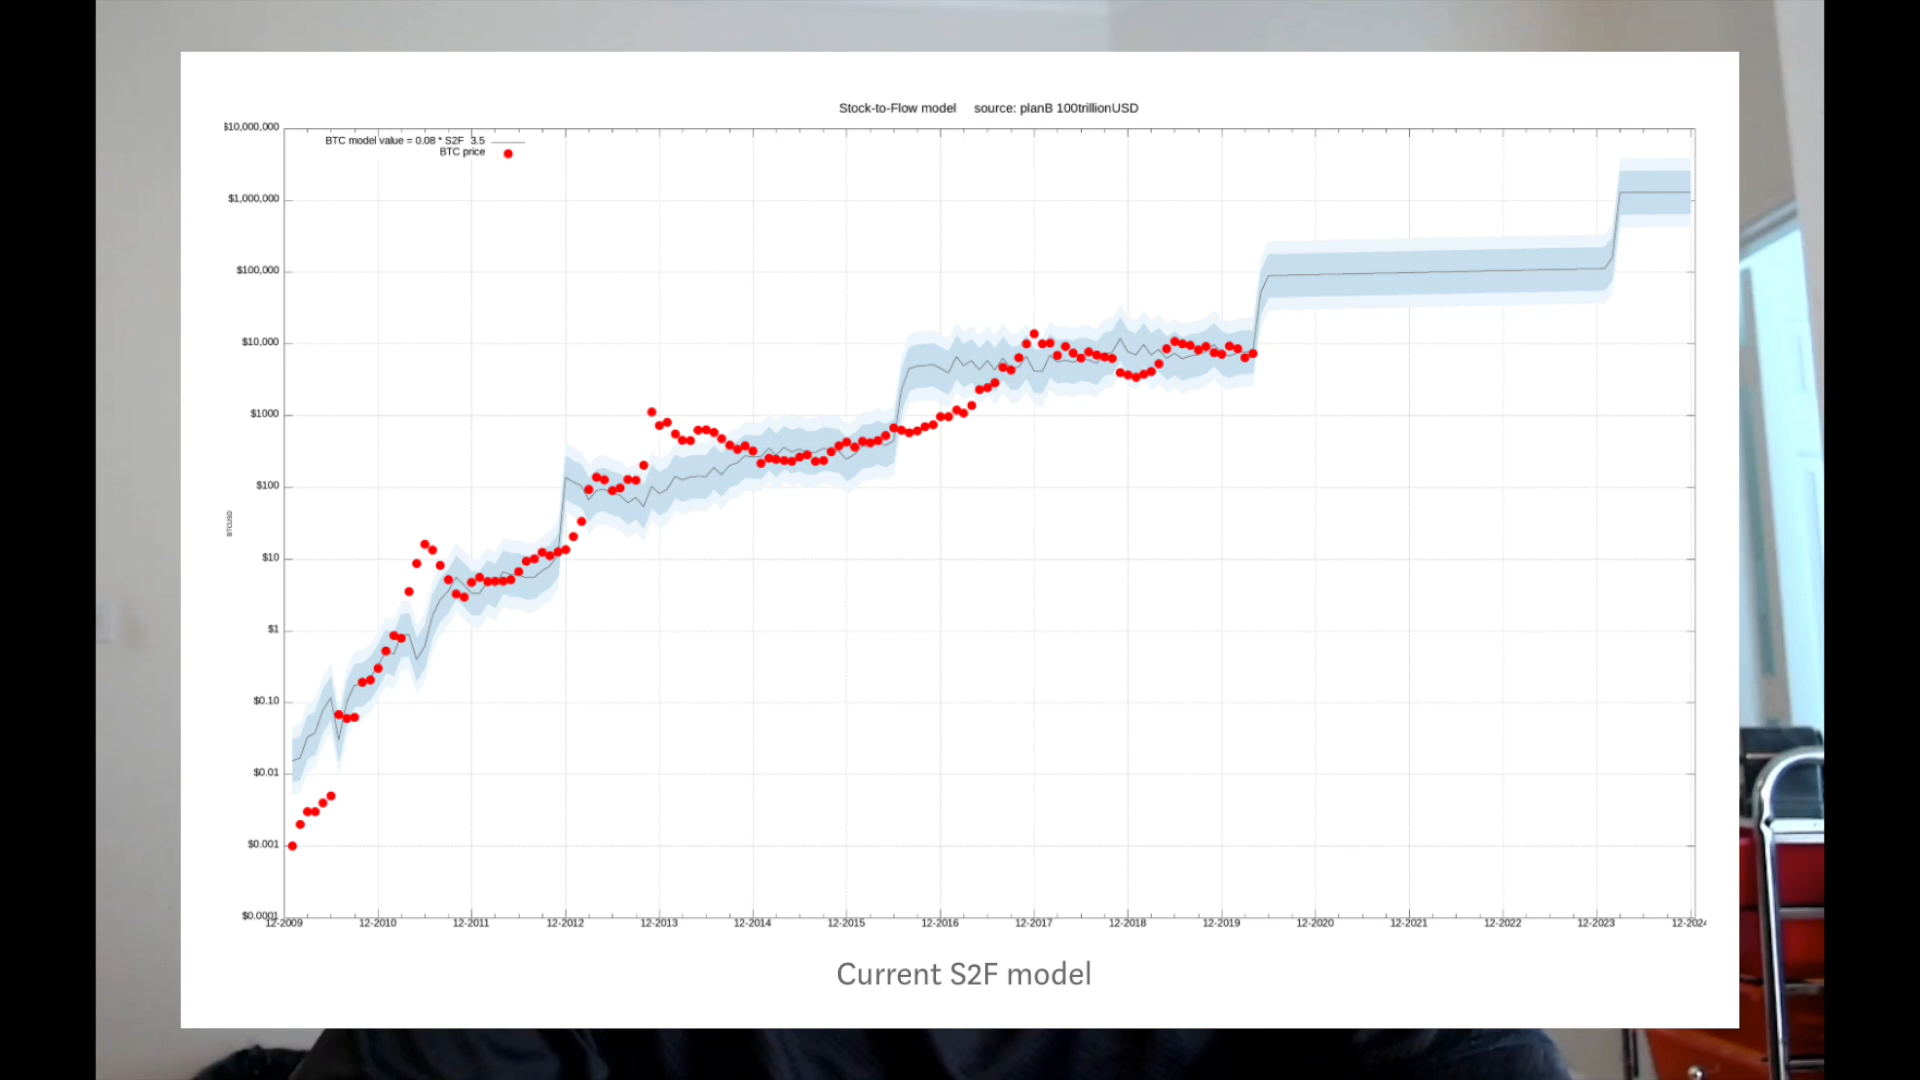 Stock-to-Flow model source: planB 100trillionUSD
$10,000,000
BTC model value = 0.08 * S2F 3.5
BTC price
$1,000,000
$100,000
$10,000
$1000
$100
BTCUSD
$10
$1
$0.10
$0.01
$0.001
$0.0001
12-2009 12-2010 12-2011 12-2012 12-2013 12-2014 12-2015 12-2016 12-2017 12-2018 12-2019 12-2020 12-2021 12-2022 12-2023 12-2024
Current S2F model